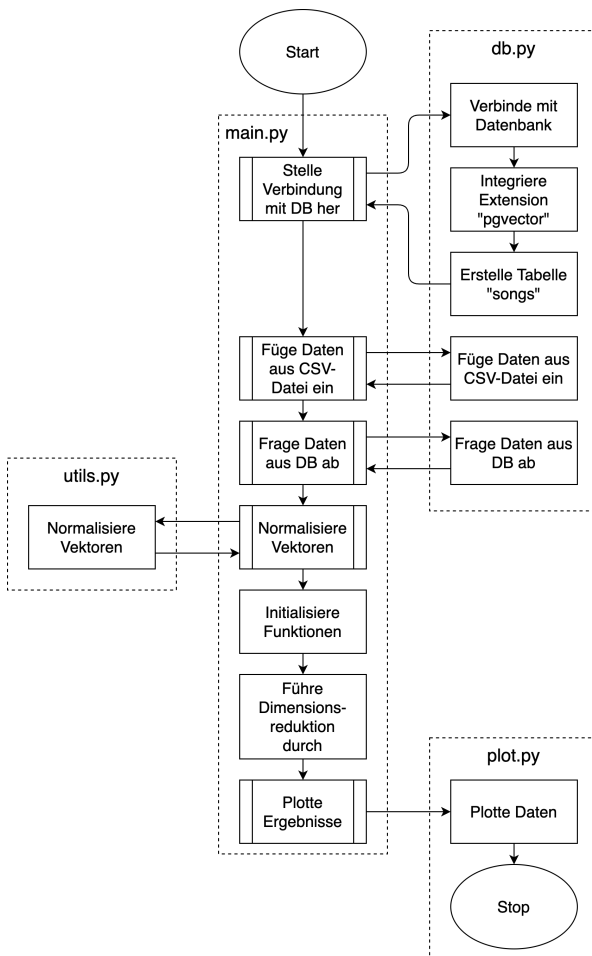 Start
db.py
Verbinde mit
Datenbank
main.py
Stelle
Verbindung
mit DB her
Integriere
Extension
"pgvector"
Erstelle Tabelle
"songs"
Füge Daten
aus CSV-
Datei ein
Füge Daten aus
CSV-Datei ein
Frage Daten
aus DB ab
Frage Daten aus
DB ab
utils.py
Normalisiere
Vektoren
Normalisiere
Vektoren
Initialisiere
Funktionen
Führe
Dimensions-
reduktion
durch
plot.py
Plotte
Ergebnisse
Plotte Daten
Stop